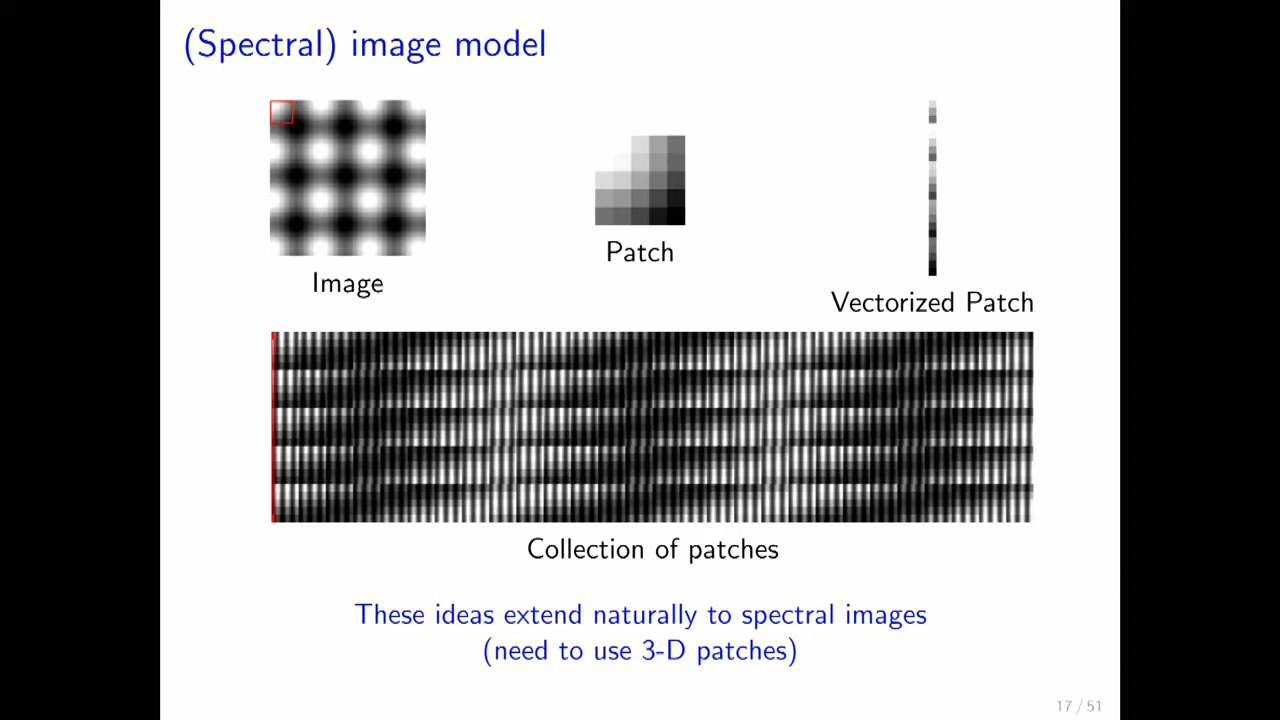 (Spectral) image model
Image
Patch
Vectorized Patch
Collection of patches
These ideas extend naturally to spectral images
(need to use 3-D patches)
17 / 51